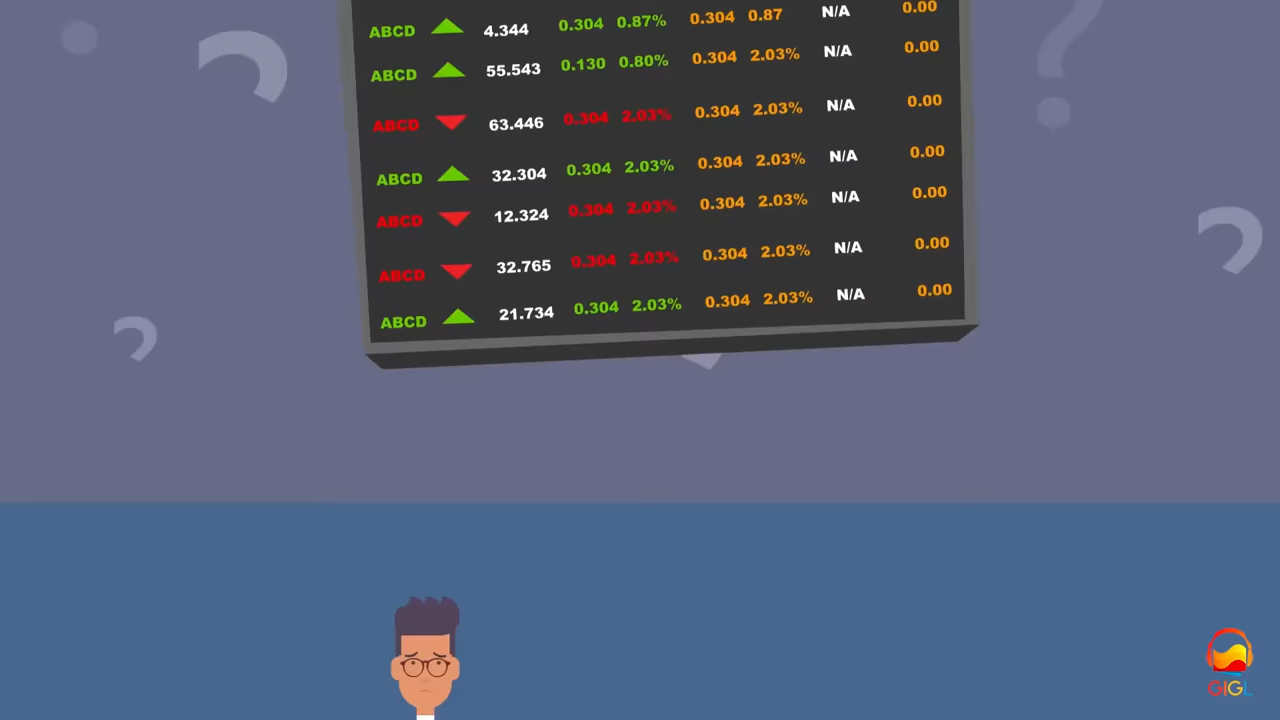 ABCD 4.344 0.304 0.87% 0.304 0.87 N/A 0.00
ABCD 55.543 0.130 0.80% 0.304 2.03% N/A 0.00
ABCD 63.446 0.304 2.03% 0.304 2.03% N/A 0.00
ABCD 32.304 0.304 2.03% 0.304 2.03% N/A 0.00
ABCD 12.324 0.304 2.03% 0.304 2.03% N/A 0.00
ABCD 32.765 0.304 2.03% 0.304 2.03% N/A 0.00
ABCD 21.734 0.304 2.03% 0.304 2.03% N/A 0.00
GIGL